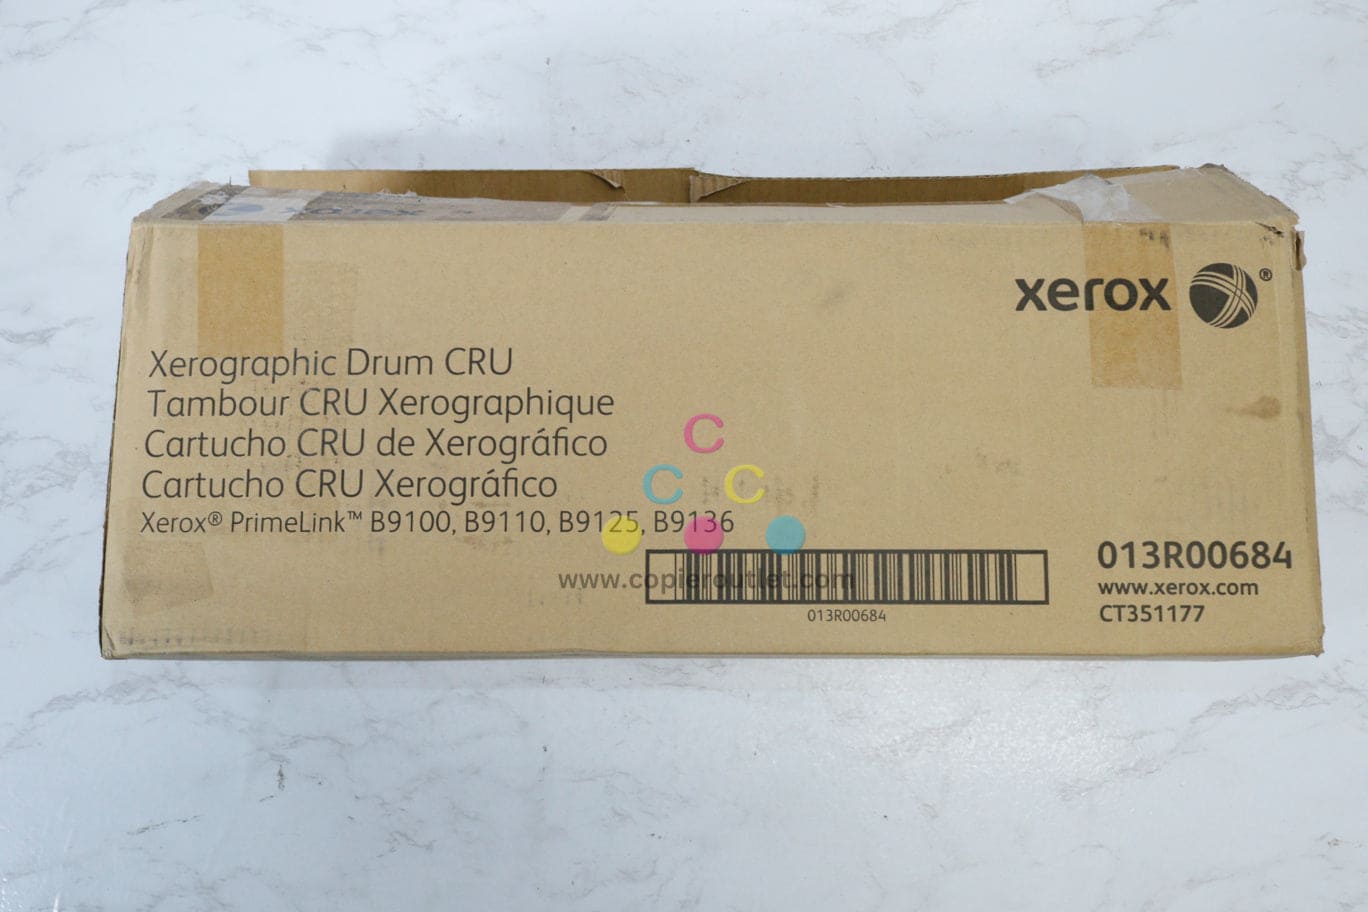 xerox ®
Xerographic Drum CRU
Tambour CRU Xerographique
Cartucho CRU de Xerográfico
Cartucho CRU Xerográfico
Xerox® PrimeLink™ B9100, B9110, B9125, B9136
C
C C
www.copieroutlet.com
013R00684
013R00684
www.xerox.com
CT351177